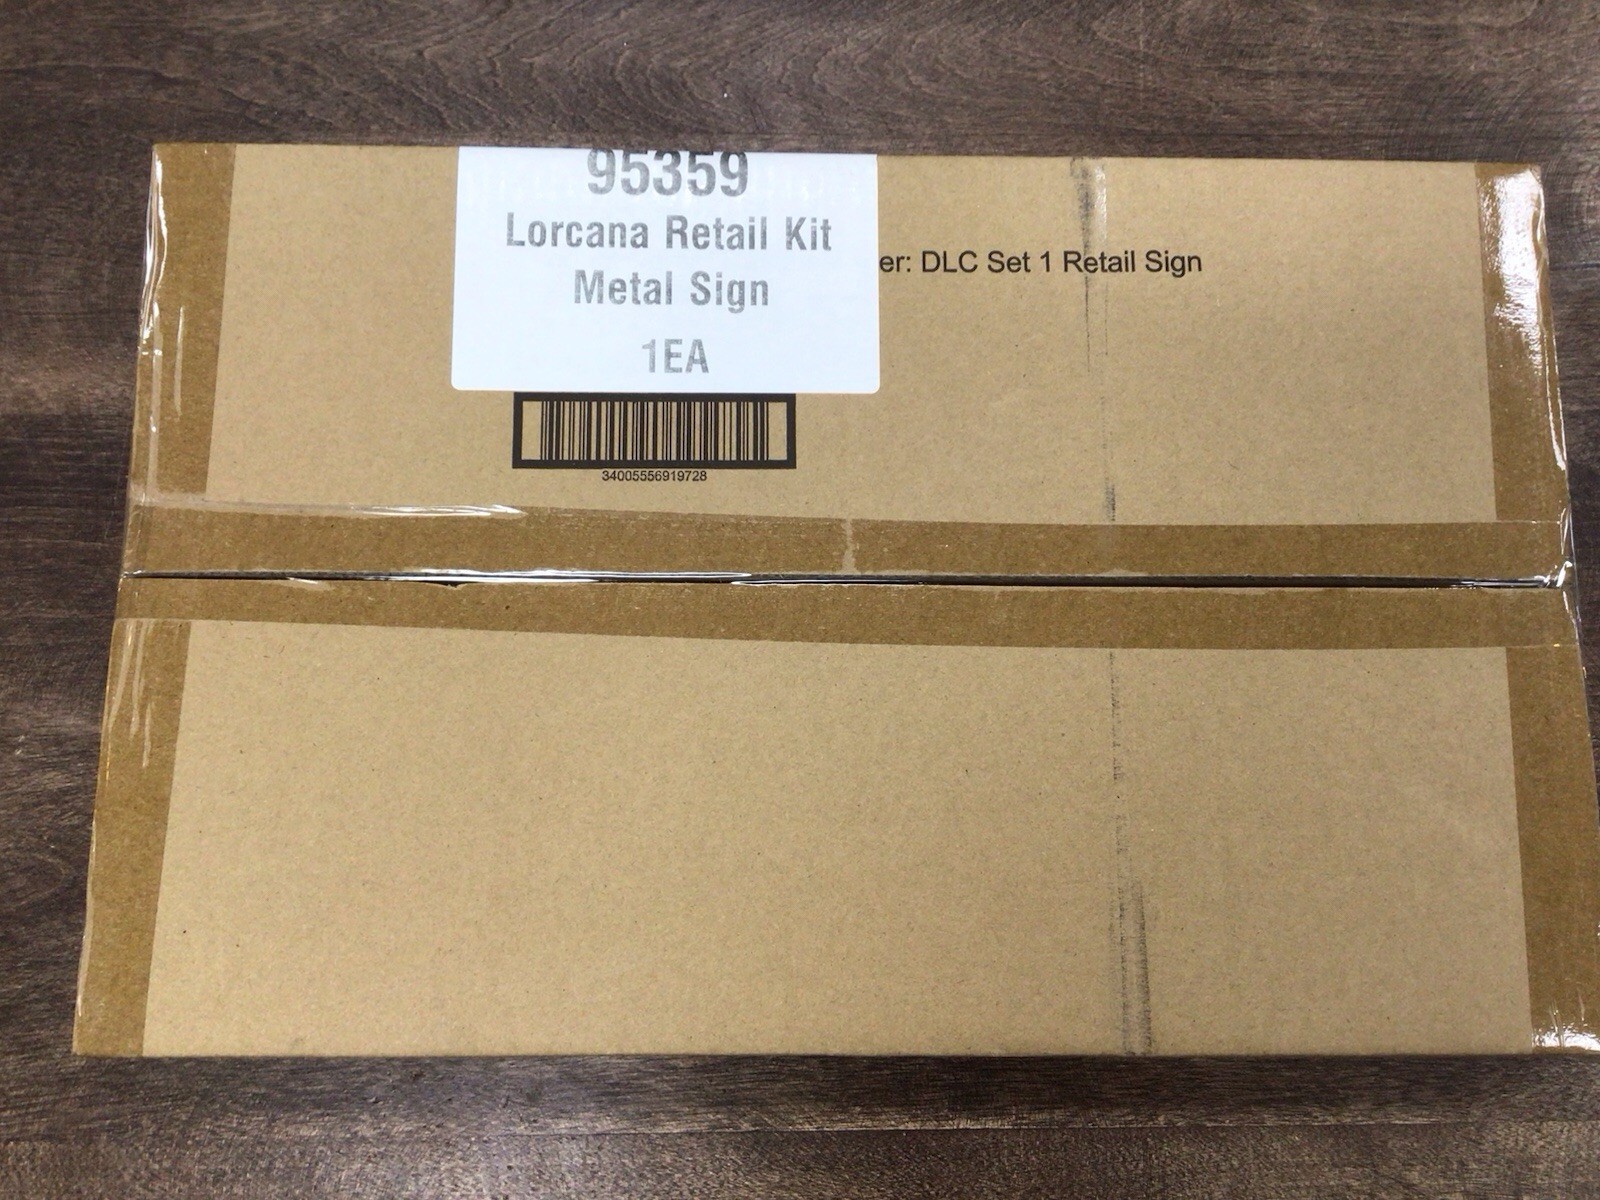 95359
Lorcana Retail Kit
Metal Sign
1EA
er: DLC Set 1 Retail Sign
34005556919728